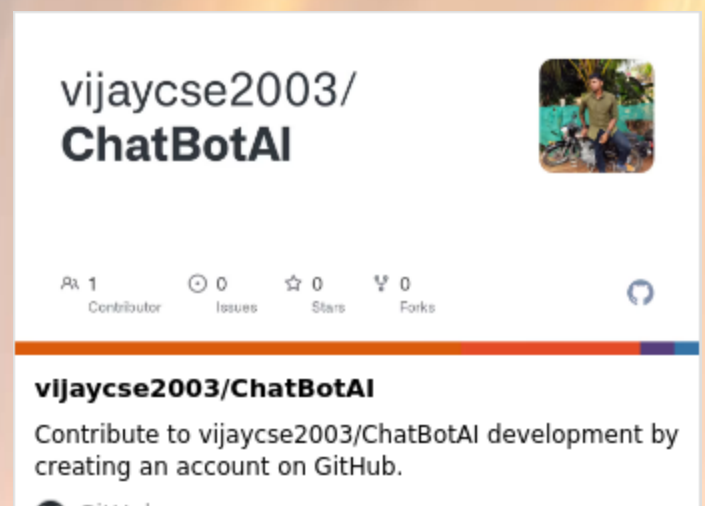 vijaycse2003/
ChatBotAI
1 0 0 0
Contributor Issues Stars Forks
vijaycse2003/ChatBotAI
Contribute to vijaycse2003/ChatBotAI development by
creating an account on GitHub.